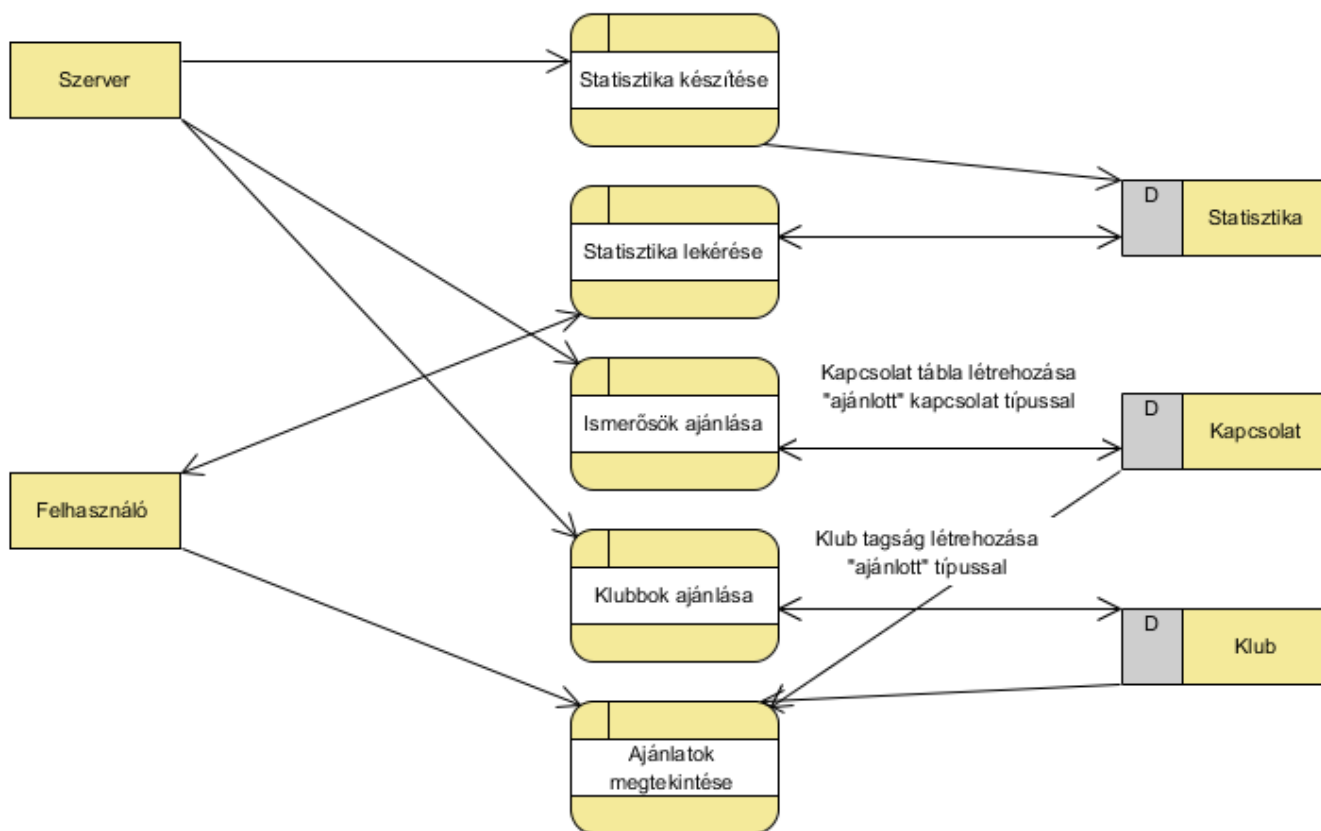 Szerver
Statisztika készítése
D
Statisztika
Statisztika lekérése
Kapcsolat tábla létrehozása
"ajánlott" kapcsolat típussal
Ismerősök ajánlása
D
Kapcsolat
Felhasználó
Klub tagság létrehozása
"ajánlott" típussal
Klubbok ajánlása
D
Klub
Ajánlatok
megtekintése